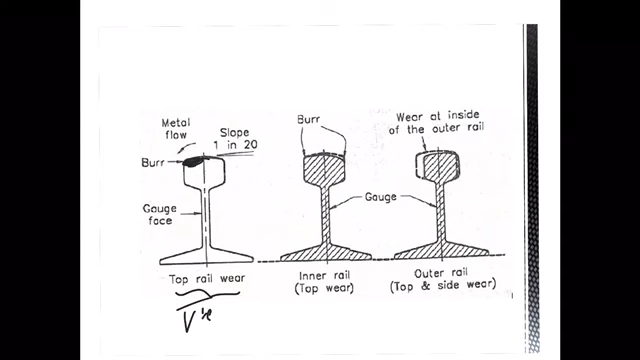 Metal
flow
Slope
1 in 20
Burr
Gauge
face
Top rail wear
Burr
Gauge
Inner rail
(Top wear)
Wear at inside
of the outer rail
Outer rail
(Top & side wear)